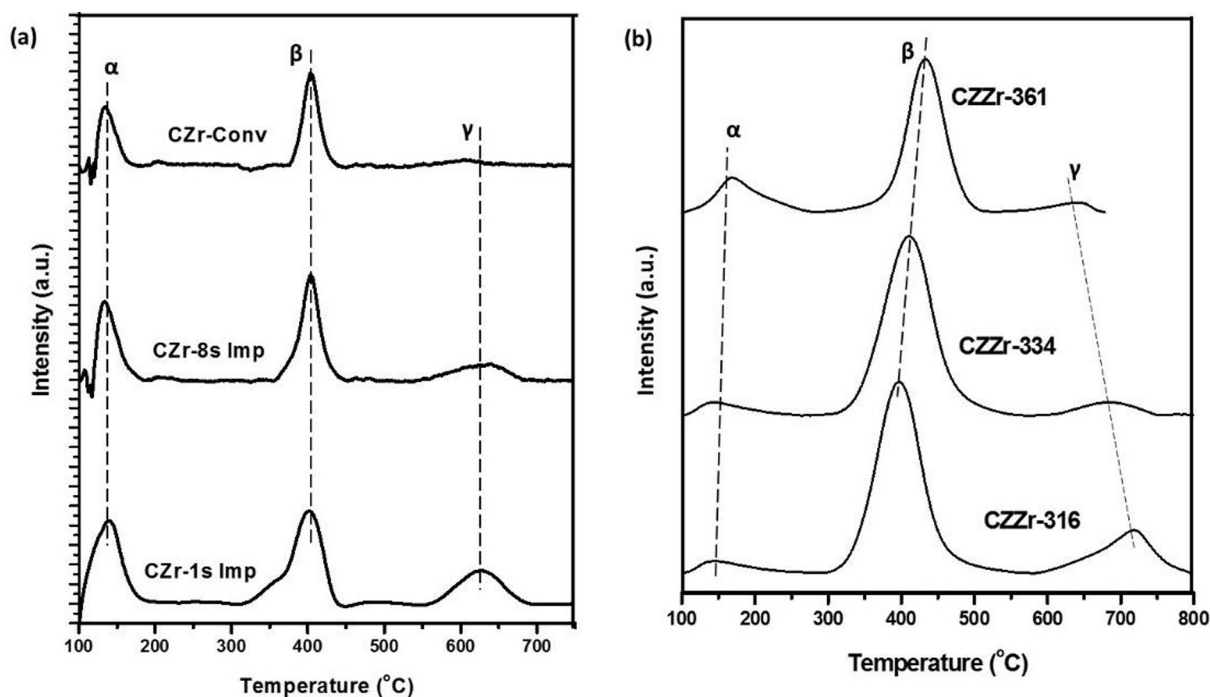 (a)
α
β
γ
CZr-Conv
CZr-8s Imp
CZr-1s Imp
Intensity (a.u.)
100 200 300 400 500 600 700
Temperature (°C)
(b)
β
α
γ
CZZr-361
CZZr-334
CZZr-316
Intensity (a.u.)
100 200 300 400 500 600 700 800
Temperature (°C)